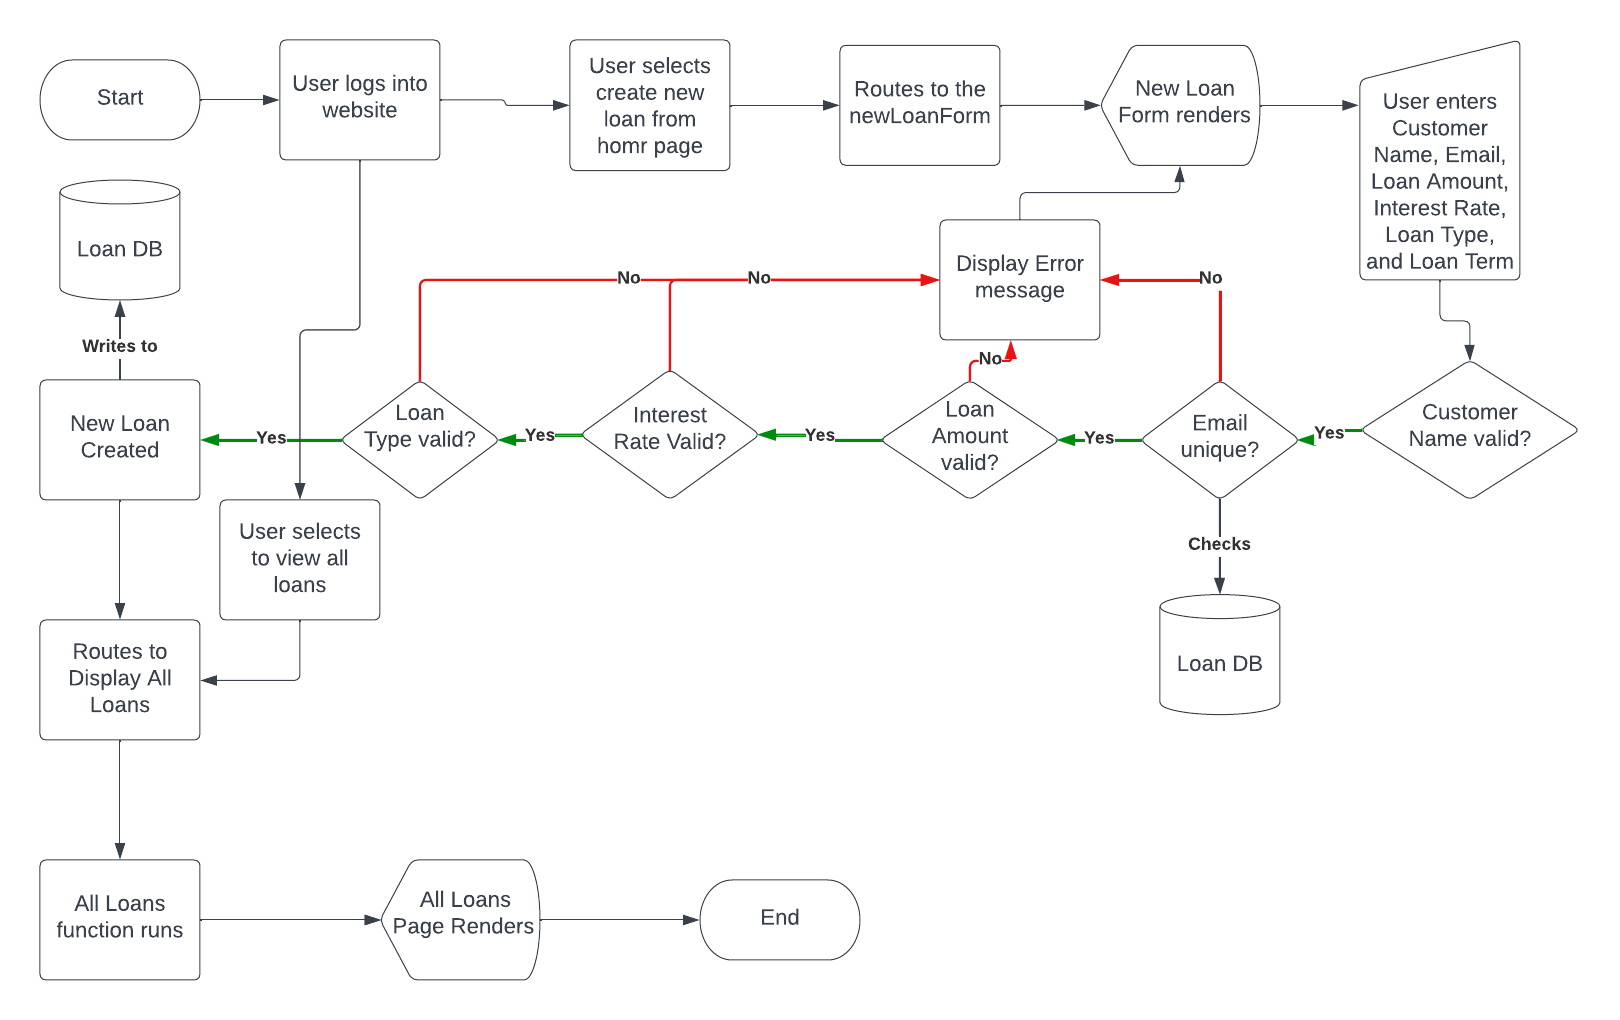 Start
User logs into
website
User selects
create new
loan from
homr page
Routes to the
newLoanForm
New Loan
Form renders
User enters
Customer
Name, Email,
Loan Amount,
Interest Rate,
Loan Type,
and Loan Term
Loan DB
Writes to
Display Error
message
No
No
No
No
New Loan
Created
Yes
Loan
Type valid?
Yes
Interest
Rate Valid?
Yes
Loan
Amount
valid?
Yes
Email
unique?
Yes
Customer
Name valid?
User selects
to view all
loans
Checks
Loan DB
Routes to
Display All
Loans
All Loans
function runs
All Loans
Page Renders
End